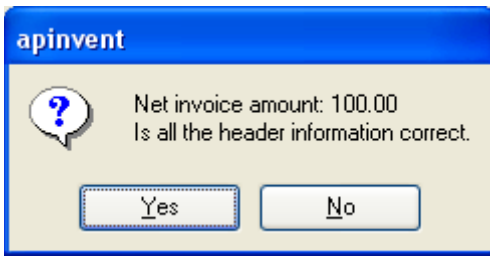 apinvent
?
Net invoice amount: 100.00
Is all the header information correct.
Yes No